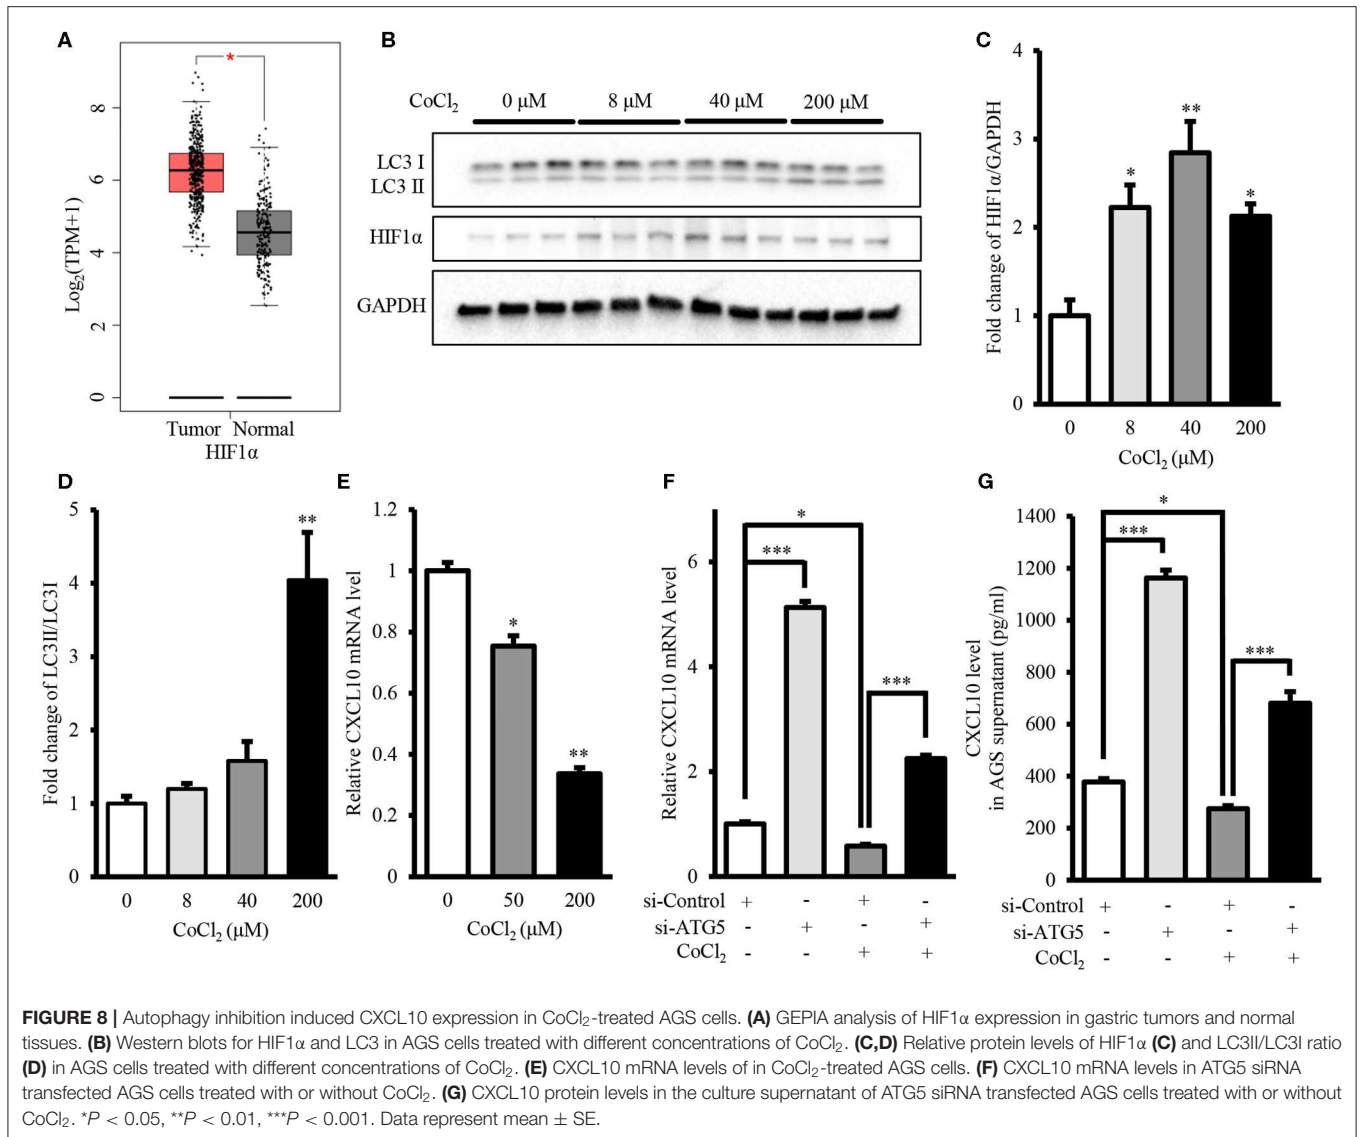 A
*
Log2(TPM+1)
8
6
4
2
0
Tumor Normal
HIF1α
B
CoCl2 0 μM 8 μM 40 μM 200 μM
LC3 I
LC3 II
HIF1α
GAPDH
C
Fold change of HIF1α/GAPDH
4
3
2
1
0
* ** *
0 8 40 200
CoCl2 (μM)
D
Fold change of LC3II/LC3I
5
4
3
2
1
0
**
0 8 40 200
CoCl2 (μM)
E
Relative CXCL10 mRNA lvel
1.2
1
0.8
0.6
0.4
0.2
0
*
**
0 50 200
CoCl2 (μM)
F
Relative CXCL10 mRNA level
6
4
2
0
*
***
***
si-Control + - + -
si-ATG5 - + - +
CoCl2 - - + +
G
CXCL10 level
in AGS supernatant (pg/ml)
1400
1200
1000
800
600
400
200
0
*
***
***
si-Control + - + -
si-ATG5 - + - +
CoCl2 - - + +
FIGURE 8 | Autophagy inhibition induced CXCL10 expression in CoCl2-treated AGS cells. (A) GEPIA analysis of HIF1α expression in gastric tumors and normal
tissues. (B) Western blots for HIF1α and LC3 in AGS cells treated with different concentrations of CoCl2. (C,D) Relative protein levels of HIF1α (C) and LC3II/LC3I ratio
(D) in AGS cells treated with different concentrations of CoCl2. (E) CXCL10 mRNA levels of in CoCl2-treated AGS cells. (F) CXCL10 mRNA levels in ATG5 siRNA
transfected AGS cells treated with or without CoCl2. (G) CXCL10 protein levels in the culture supernatant of ATG5 siRNA transfected AGS cells treated with or without
CoCl2. *P < 0.05, **P < 0.01, ***P < 0.001. Data represent mean ± SE.